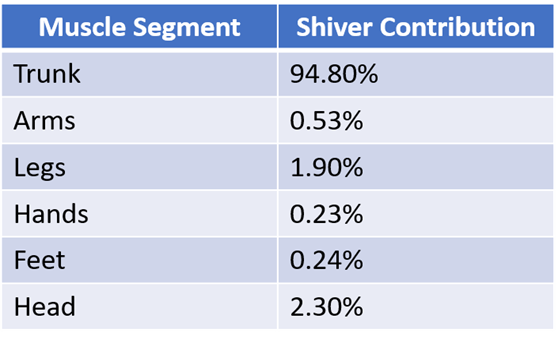 Muscle Segment Shiver Contribution
Trunk 94.80%
Arms 0.53%
Legs 1.90%
Hands 0.23%
Feet 0.24%
Head 2.30%